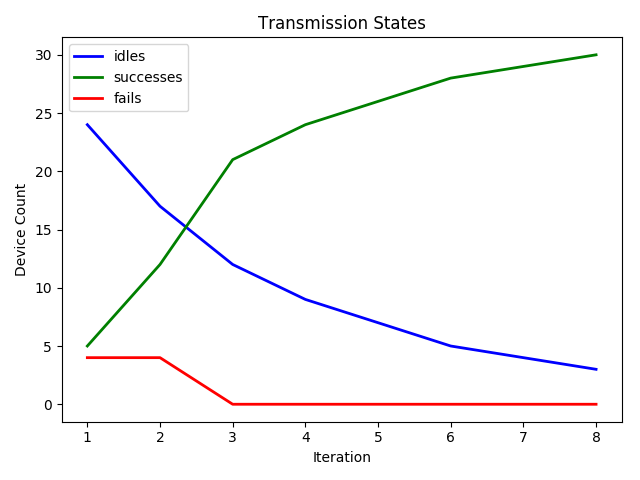 Transmission States
idles
successes
fails
Device Count
30
25
20
15
10
5
0
1 2 3 4 5 6 7 8
Iteration